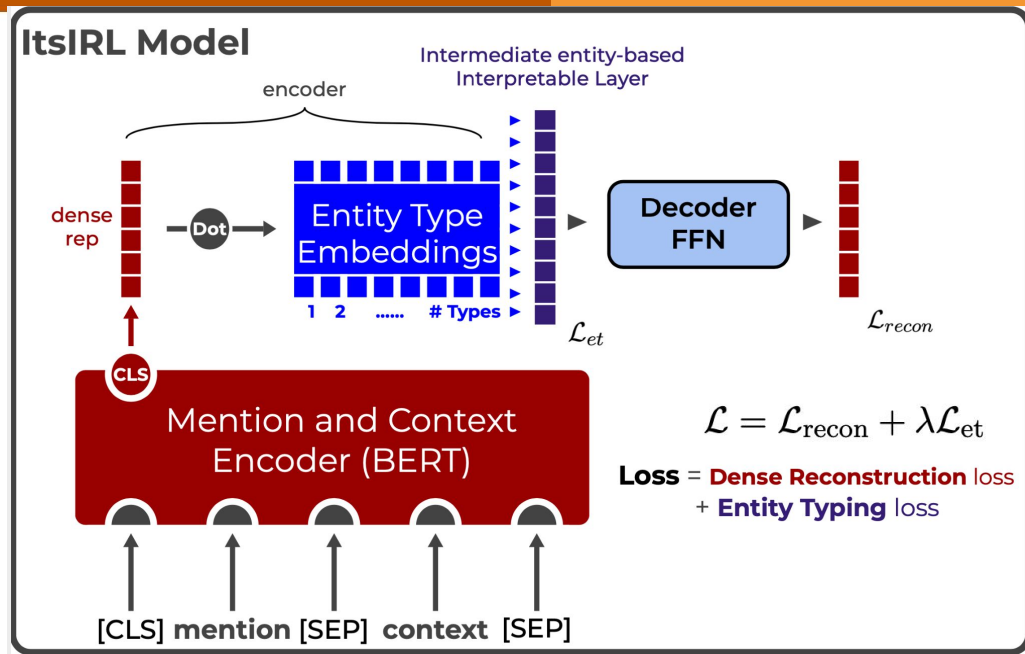 ItsIRL Model
Intermediate entity-based
Interpretable Layer
encoder
dense
rep
Dot
Entity Type
Embeddings
1 2 ...... # Types
Decoder
FFN
ℒet
ℒrecon
CLS
Mention and Context
Encoder (BERT)
ℒ = ℒrecon + λℒet
Loss = Dense Reconstruction loss
+ Entity Typing loss
[CLS] mention [SEP] context [SEP]